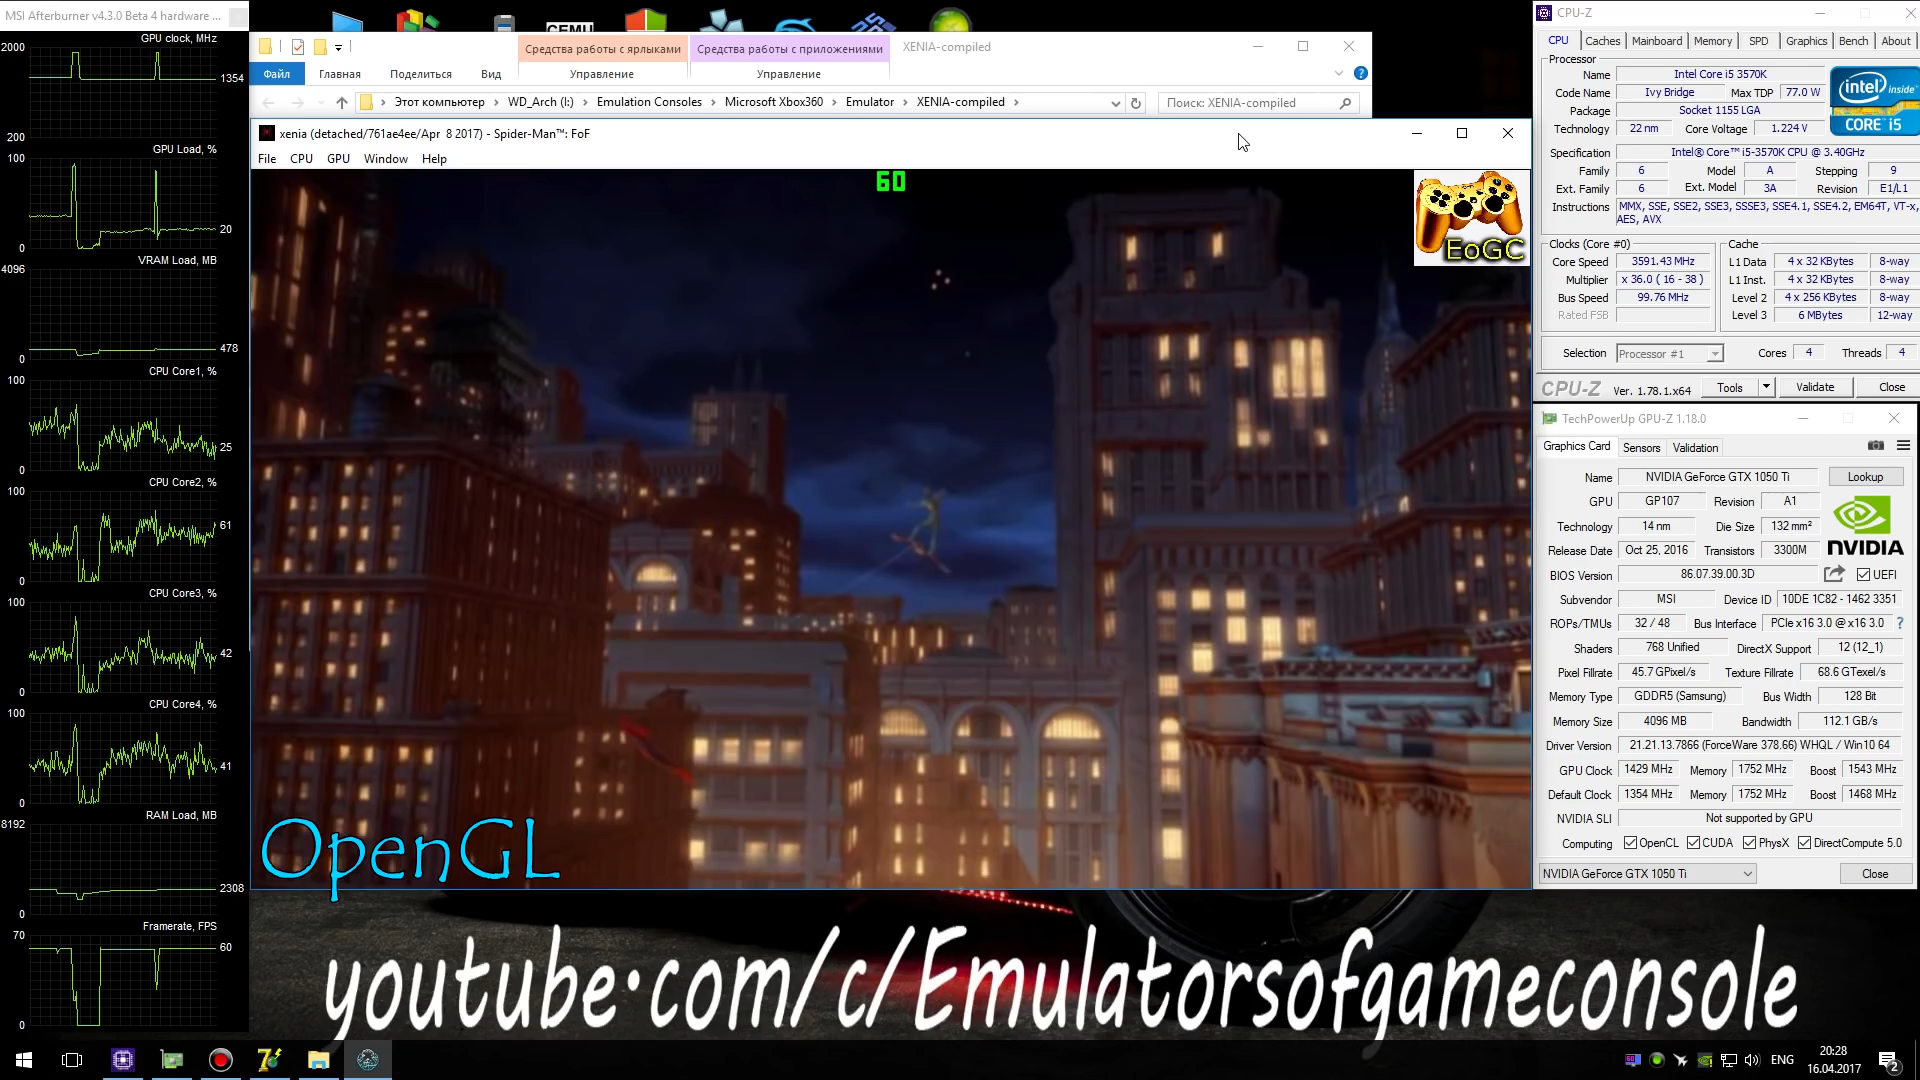 MSI Afterburner v4.3.0 Beta 4 hardware ...
GPU clock, MHz
2000
1354
200
GPU Load, %
100
20
0
VRAM Load, MB
4096
478
0
CPU Core1, %
100
25
0
CPU Core2, %
100
61
0
CPU Core3, %
100
42
0
CPU Core4, %
100
41
0
RAM Load, MB
8192
2308
0
Framerate, FPS
70
60
0
CEMU
Средства работы с ярлыками
Средства работы с приложениями
XENIA-compiled
Файл
Главная
Поделиться
Вид
Управление
Управление
Этот компьютер > WD_Arch (I:) > Emulation Consoles > Microsoft Xbox360 > Emulator > XENIA-compiled >
Поиск: XENIA-compiled
xenia (detached/761ae4ee/Apr 8 2017) - Spider-Man™: FoF
File CPU GPU Window Help
60
EoGC
OpenGL
youtube.com/c/Emulatorsofgameconsole
CPU-Z
CPU Caches Mainboard Memory SPD Graphics Bench About
Processor
Name Intel Core i5 3570K
Code Name Ivy Bridge Max TDP 77.0 W
Package Socket 1155 LGA
Technology 22 nm Core Voltage 1.224 V
intel inside
CORE i5
Specification Intel® Core™ i5-3570K CPU @ 3.40GHz
Family 6 Model A Stepping 9
Ext. Family 6 Ext. Model 3A Revision E1/L1
Instructions MMX, SSE, SSE2, SSE3, SSSE3, SSE4.1, SSE4.2, EM64T, VT-x,
AES, AVX
Clocks (Core #0)
Core Speed 3591.43 MHz
Multiplier x 36.0 ( 16 - 38 )
Bus Speed 99.76 MHz
Rated FSB
Cache
L1 Data 4 x 32 KBytes 8-way
L1 Inst. 4 x 32 KBytes 8-way
Level 2 4 x 256 KBytes 8-way
Level 3 6 MBytes 12-way
Selection Processor #1 Cores 4 Threads 4
CPU-Z Ver. 1.78.1.x64 Tools Validate Close
TechPowerUp GPU-Z 1.18.0
Graphics Card Sensors Validation
Name NVIDIA GeForce GTX 1050 Ti Lookup
GPU GP107 Revision A1
Technology 14 nm Die Size 132 mm²
Release Date Oct 25, 2016 Transistors 3300M
NVIDIA
BIOS Version 86.07.39.00.3D UEFI
Subvendor MSI Device ID 10DE 1C82 - 1462 3351
ROPs/TMUs 32 / 48 Bus Interface PCIe x16 3.0 @ x16 3.0 ?
Shaders 768 Unified DirectX Support 12 (12_1)
Pixel Fillrate 45.7 GPixel/s Texture Fillrate 68.6 GTexel/s
Memory Type GDDR5 (Samsung) Bus Width 128 Bit
Memory Size 4096 MB Bandwidth 112.1 GB/s
Driver Version 21.21.13.7866 (ForceWare 378.66) WHQL / Win10 64
GPU Clock 1429 MHz Memory 1752 MHz Boost 1543 MHz
Default Clock 1354 MHz Memory 1752 MHz Boost 1468 MHz
NVIDIA SLI Not supported by GPU
Computing OpenCL CUDA PhysX DirectCompute 5.0
NVIDIA GeForce GTX 1050 Ti Close
ENG
20:28
16.04.2017
2